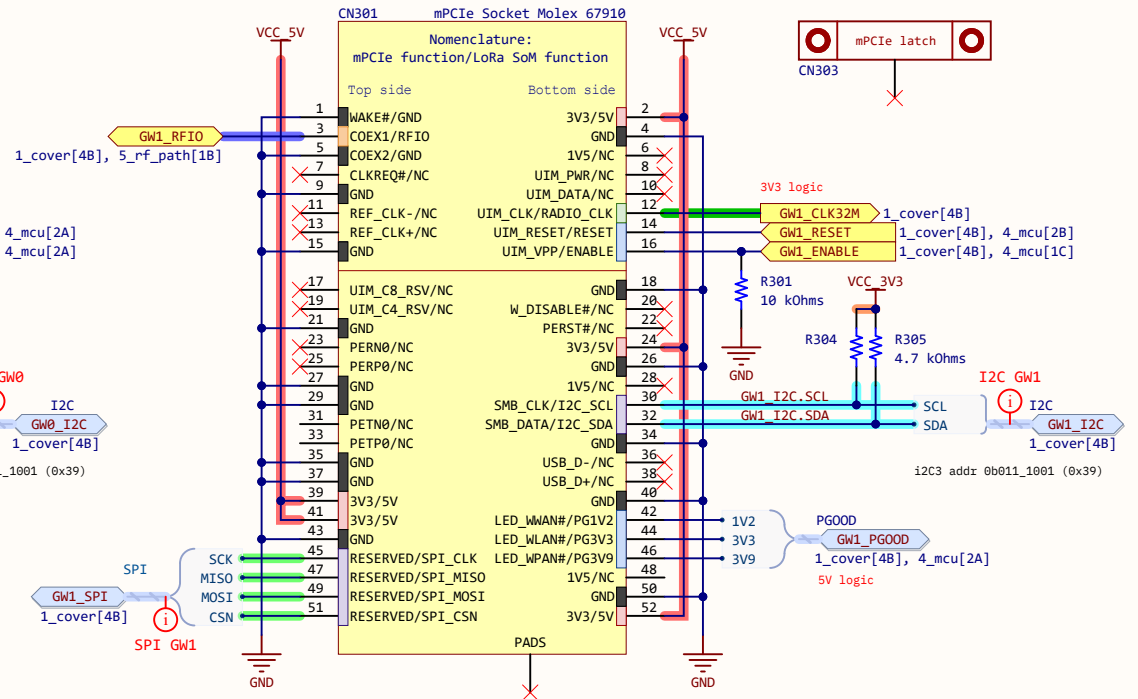 CN301 mPCIe Socket Molex 67910
VCC_5V
VCC_5V
Nomenclature:
mPCIe function/LoRa SoM function
mPCIe latch
CN303
Top side Bottom side
1 WAKE#/GND 3V3/5V 2
GW1_RFIO 3 COEX1/RFIO GND 4
1_cover[4B], 5_rf_path[1B] 5 COEX2/GND 1V5/NC 6
7 CLKREQ#/NC UIM_PWR/NC 8
9 GND UIM_DATA/NC 10
3V3 logic
11 REF_CLK-/NC UIM_CLK/RADIO_CLK 12 GW1_CLK32M 1_cover[4B]
4_mcu[2A] 13 REF_CLK+/NC UIM_RESET/RESET 14 GW1_RESET 1_cover[4B], 4_mcu[2B]
4_mcu[2A] 15 GND UIM_VPP/ENABLE 16 GW1_ENABLE 1_cover[4B], 4_mcu[1C]
17 UIM_C8_RSV/NC GND 18
R301
10 kOhms
VCC_3V3
19 UIM_C4_RSV/NC W_DISABLE#/NC 20
21 GND PERST#/NC 22
23 PERN0/NC 3V3/5V 24
R304 R305
4.7 kOhms
25 PERP0/NC GND 26
GND
27 GND 1V5/NC 28
GW0
I2C GW1
29 GND SMB_CLK/I2C_SCL 30 GW1_I2C.SCL SCL
I2C
I2C
31 PETN0/NC SMB_DATA/I2C_SDA 32 GW1_I2C.SDA SDA
GW0_I2C
GW1_I2C
1_cover[4B]
1_cover[4B]
33 PETP0/NC GND 34
_1001 (0x39)
i2C3 addr 0b011_1001 (0x39)
35 GND USB_D-/NC 36
37 GND USB_D+/NC 38
39 3V3/5V GND 40
41 3V3/5V LED_WWAN#/PG1V2 42 1V2
PGOOD
43 GND LED_WLAN#/PG3V3 44 3V3 GW1_PGOOD
SCK 45 RESERVED/SPI_CLK LED_WPAN#/PG3V9 46 3V9 1_cover[4B], 4_mcu[2A]
SPI
MISO 47 RESERVED/SPI_MISO 1V5/NC 48
5V logic
GW1_SPI MOSI 49 RESERVED/SPI_MOSI GND 50
1_cover[4B] CSN 51 RESERVED/SPI_CSN 3V3/5V 52
i
i
SPI GW1
PADS
GND
GND